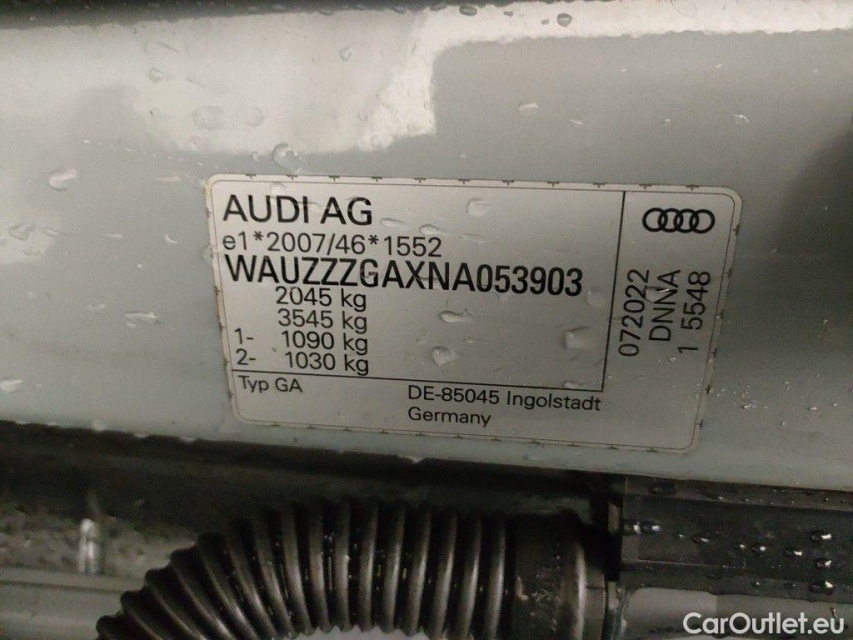 AUDI AG
e1*2007/46*1552
WAUZZZGAXNA053903
2045 kg
3545 kg
1- 1090 kg
2- 1030 kg
Typ GA
DE-85045 Ingolstadt
Germany
072022
DNNA
1 5548
CarOutlet.eu